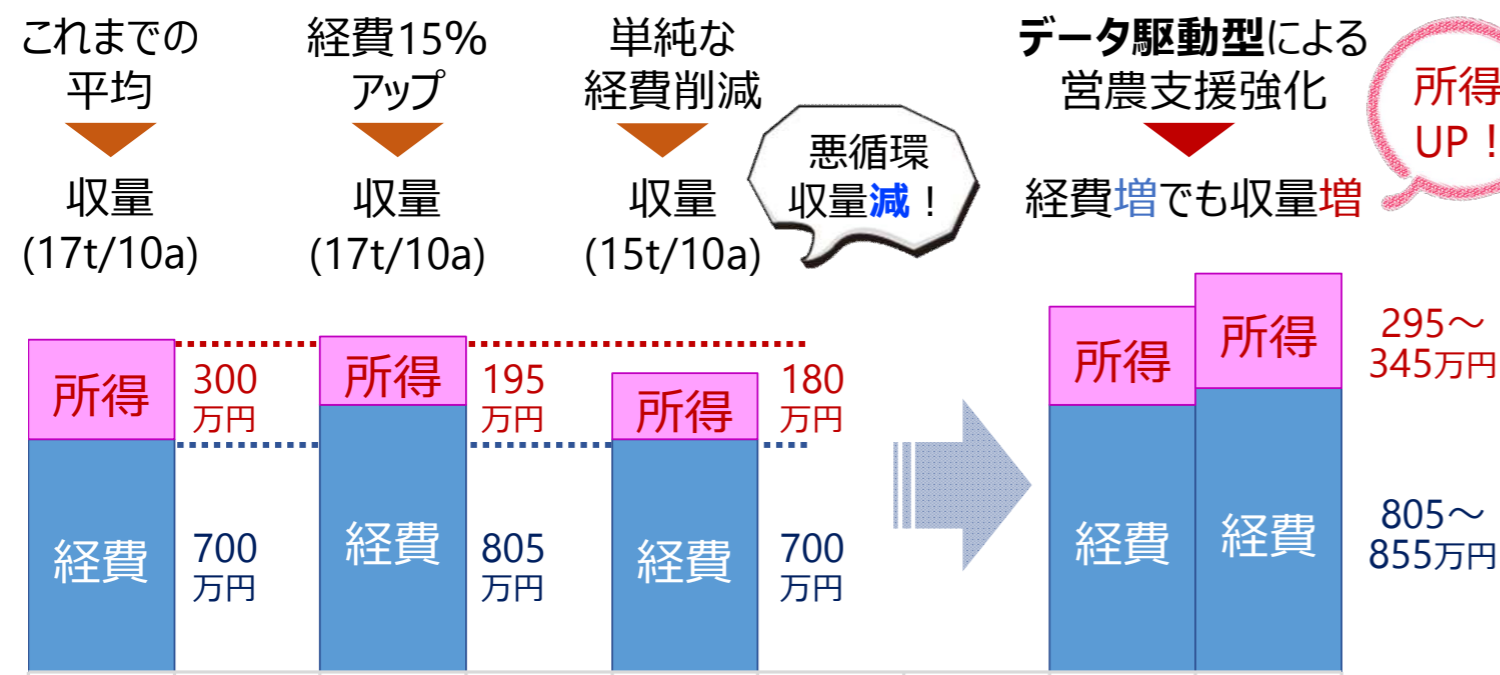 これまでの
平均
収量
(17t/10a)
経費15%
アップ
収量
(17t/10a)
単純な
経費削減
収量
(15t/10a)
悪循環
収量減！
データ駆動型による
営農支援強化
経費増でも収量増
所得
UP！
所得
300
万円
経費
700
万円
所得
195
万円
経費
805
万円
所得
180
万円
経費
700
万円
所得
所得
295～
345万円
経費
経費
805～
855万円